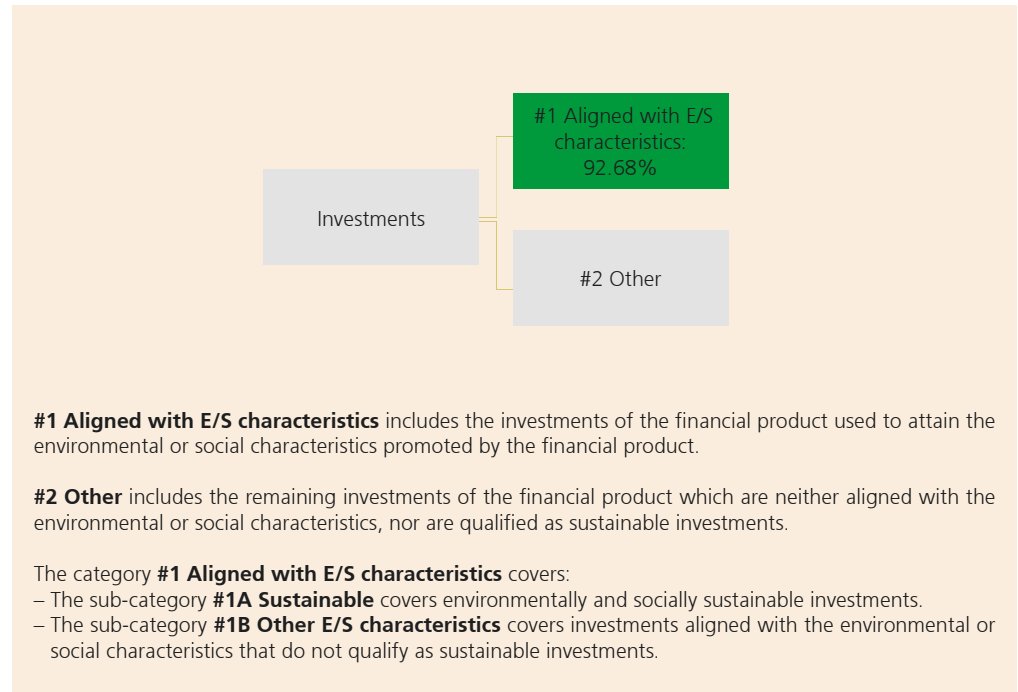 #1 Aligned with E/S
characteristics:
92.68%
Investments
#2 Other
#1 Aligned with E/S characteristics includes the investments of the financial product used to attain the
environmental or social characteristics promoted by the financial product.
#2 Other includes the remaining investments of the financial product which are neither aligned with the
environmental or social characteristics, nor are qualified as sustainable investments.
The category #1 Aligned with E/S characteristics covers:
– The sub-category #1A Sustainable covers environmentally and socially sustainable investments.
– The sub-category #1B Other E/S characteristics covers investments aligned with the environmental or
social characteristics that do not qualify as sustainable investments.